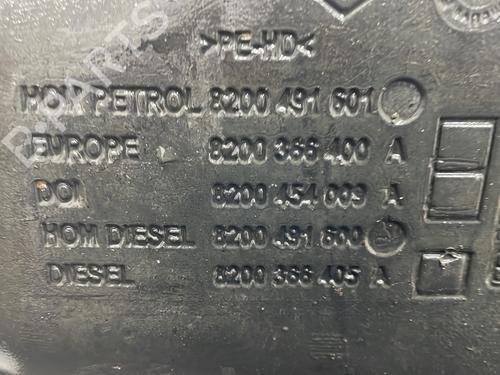 >PE-HD<
HOM PETROL 8200 491 601
EUROPE 8200 366 400 A
DOI 8200 454 009 A
HOM DIESEL 8200 491 600
DIESEL 8200 366 405 A